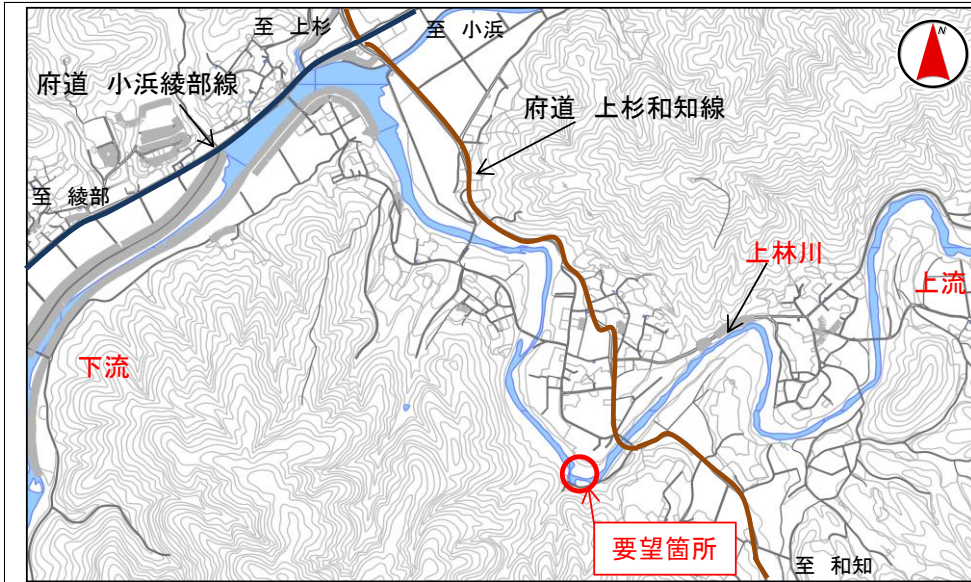 至 上杉
至 小浜
N
府道 小浜綾部線
府道 上杉和知線
至 綾部
上林川
上流
下流
要望箇所
至 和知